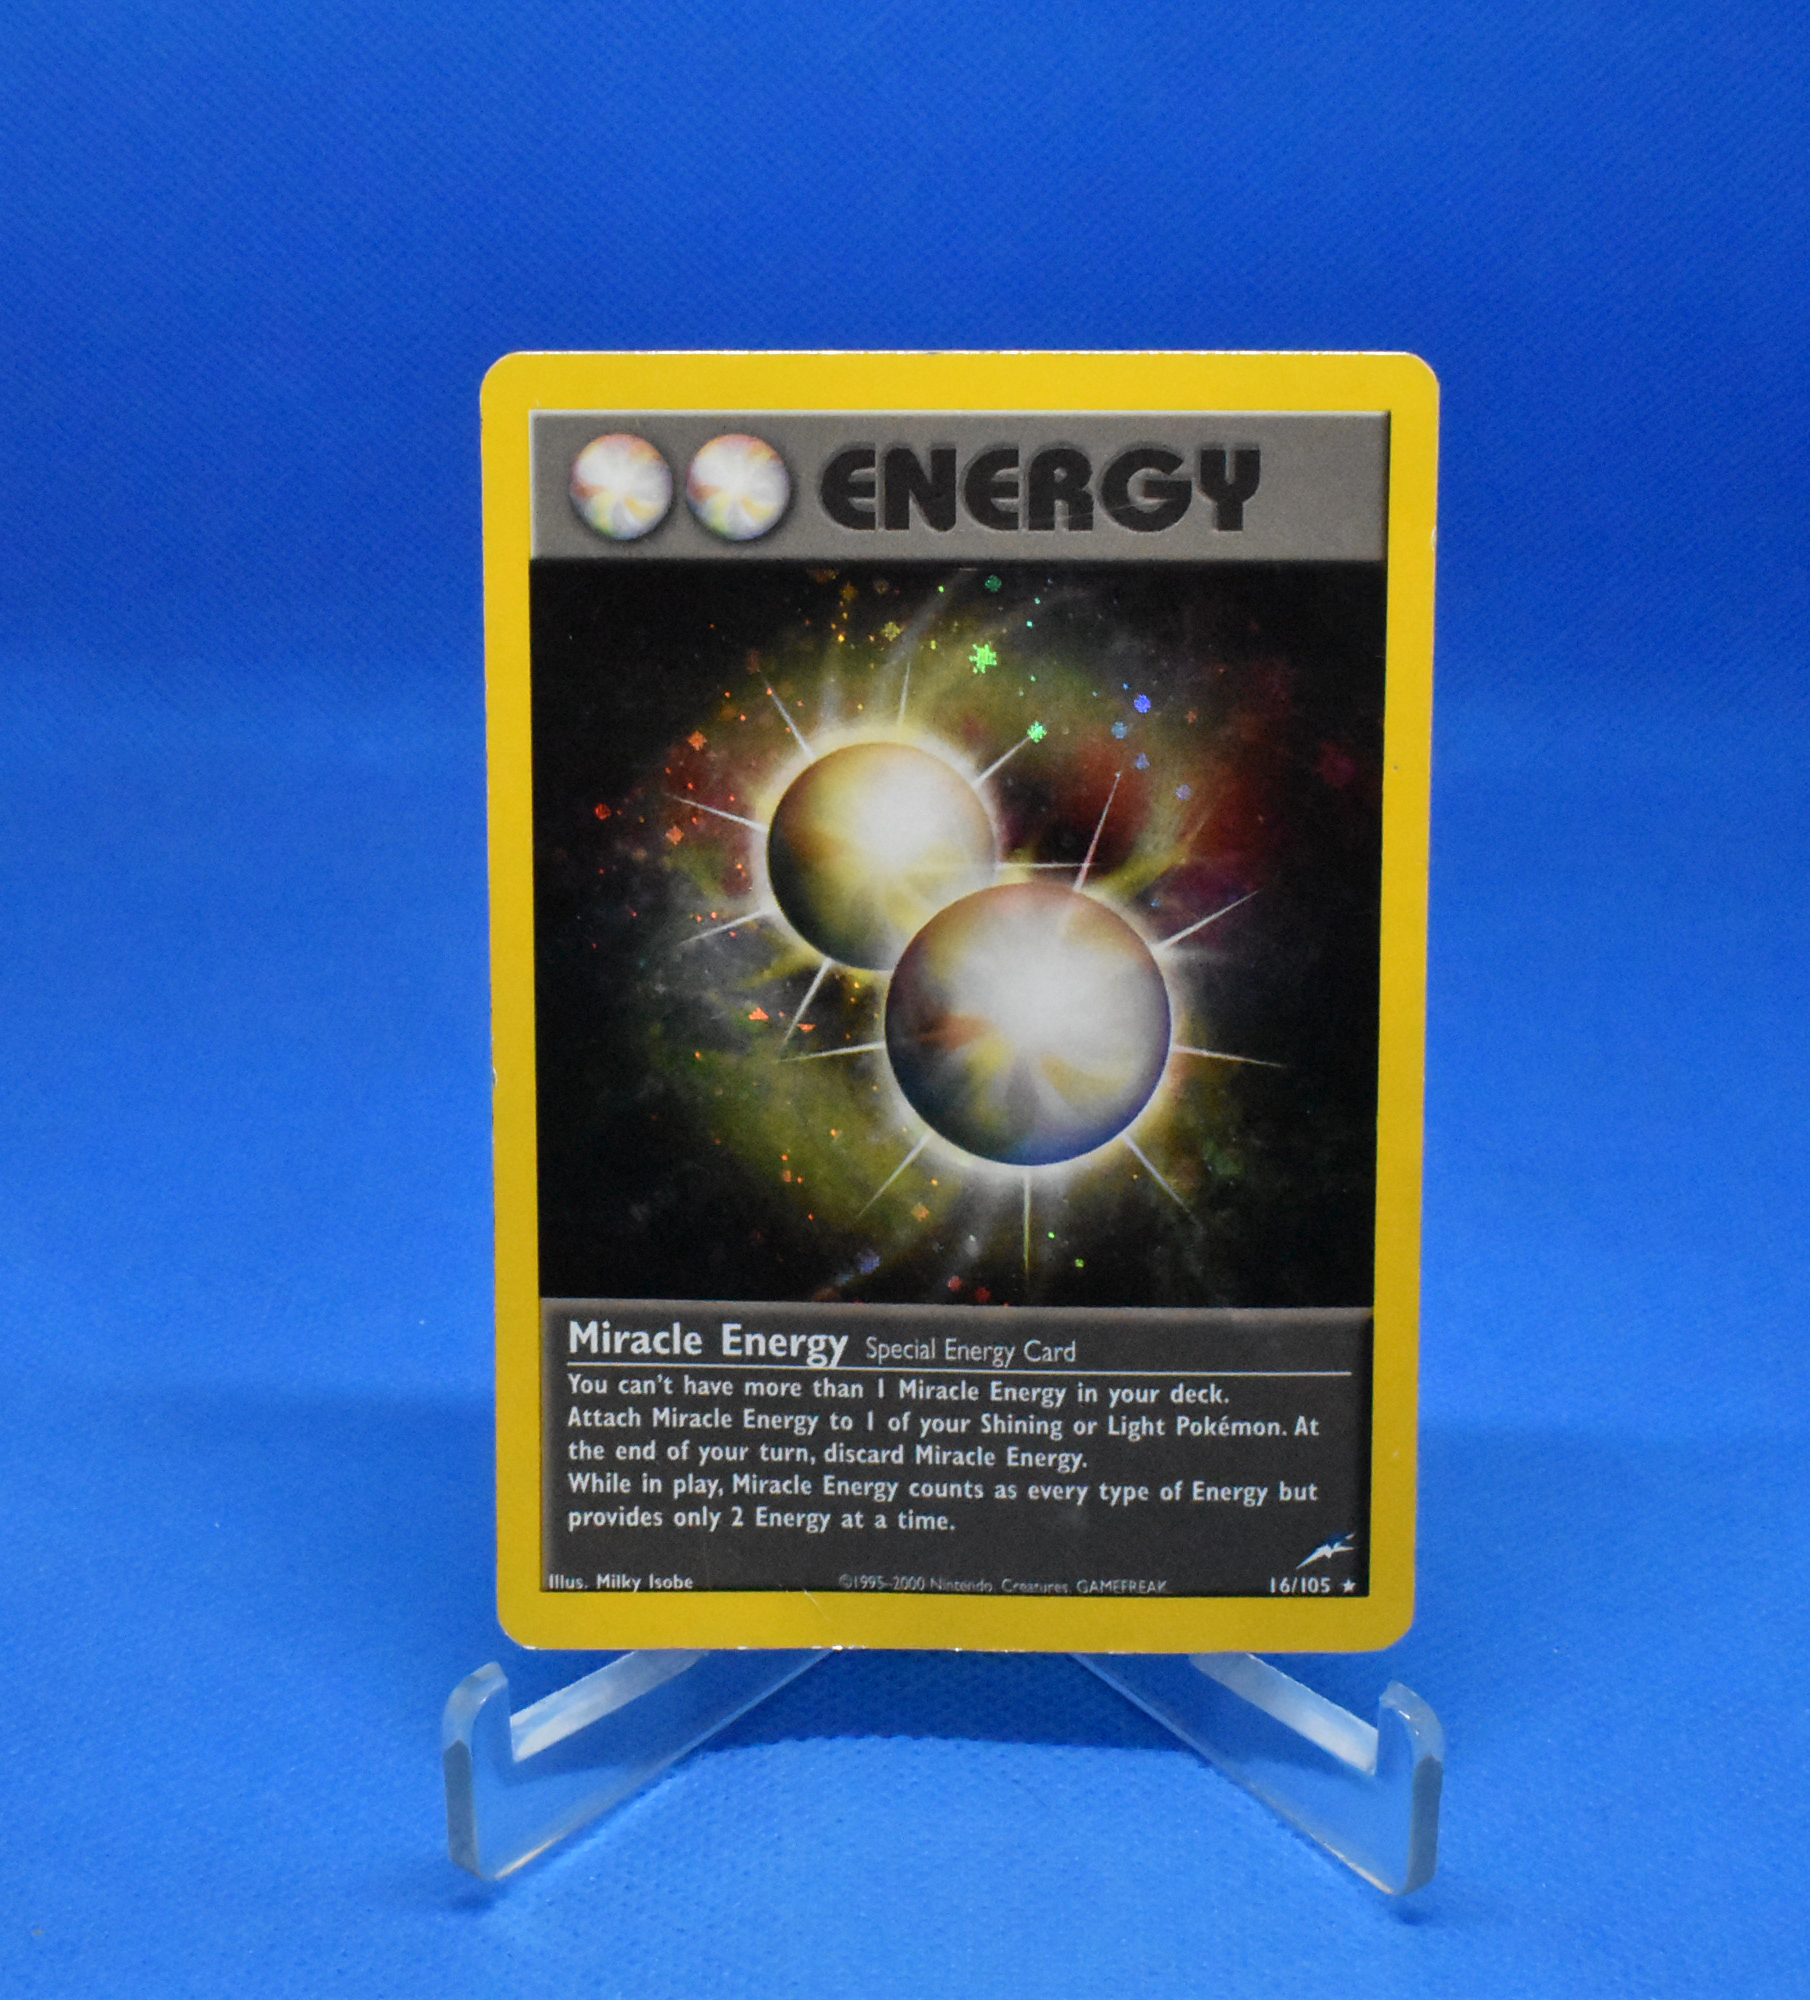 ENERGY
Miracle Energy Special Energy Card
You can't have more than 1 Miracle Energy in your deck.
Attach Miracle Energy to 1 of your Shining or Light Pokémon. At
the end of your turn, discard Miracle Energy.
While in play, Miracle Energy counts as every type of Energy but
provides only 2 Energy at a time.
Illus. Milky Isobe ©1995-2000 Nintendo, Creatures, GAMEFREAK. 16/105 ★